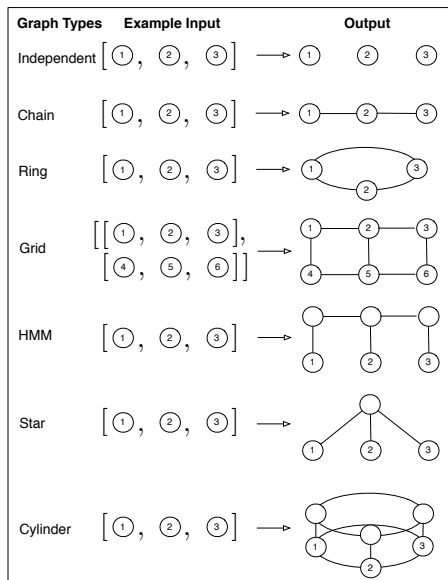 Graph Types Example Input Output
Independent [ 1 , 2 , 3 ] 1 2 3
Chain [ 1 , 2 , 3 ] 1 2 3
Ring [ 1 , 2 , 3 ] 1 2 3
Grid [[ 1 , 2 , 3 ], 1 2 3
[ 4 , 5 , 6 ]] 4 5 6
HMM [ 1 , 2 , 3 ] 1 2 3
Star [ 1 , 2 , 3 ] 1 2 3
Cylinder [ 1 , 2 , 3 ] 1 2 3